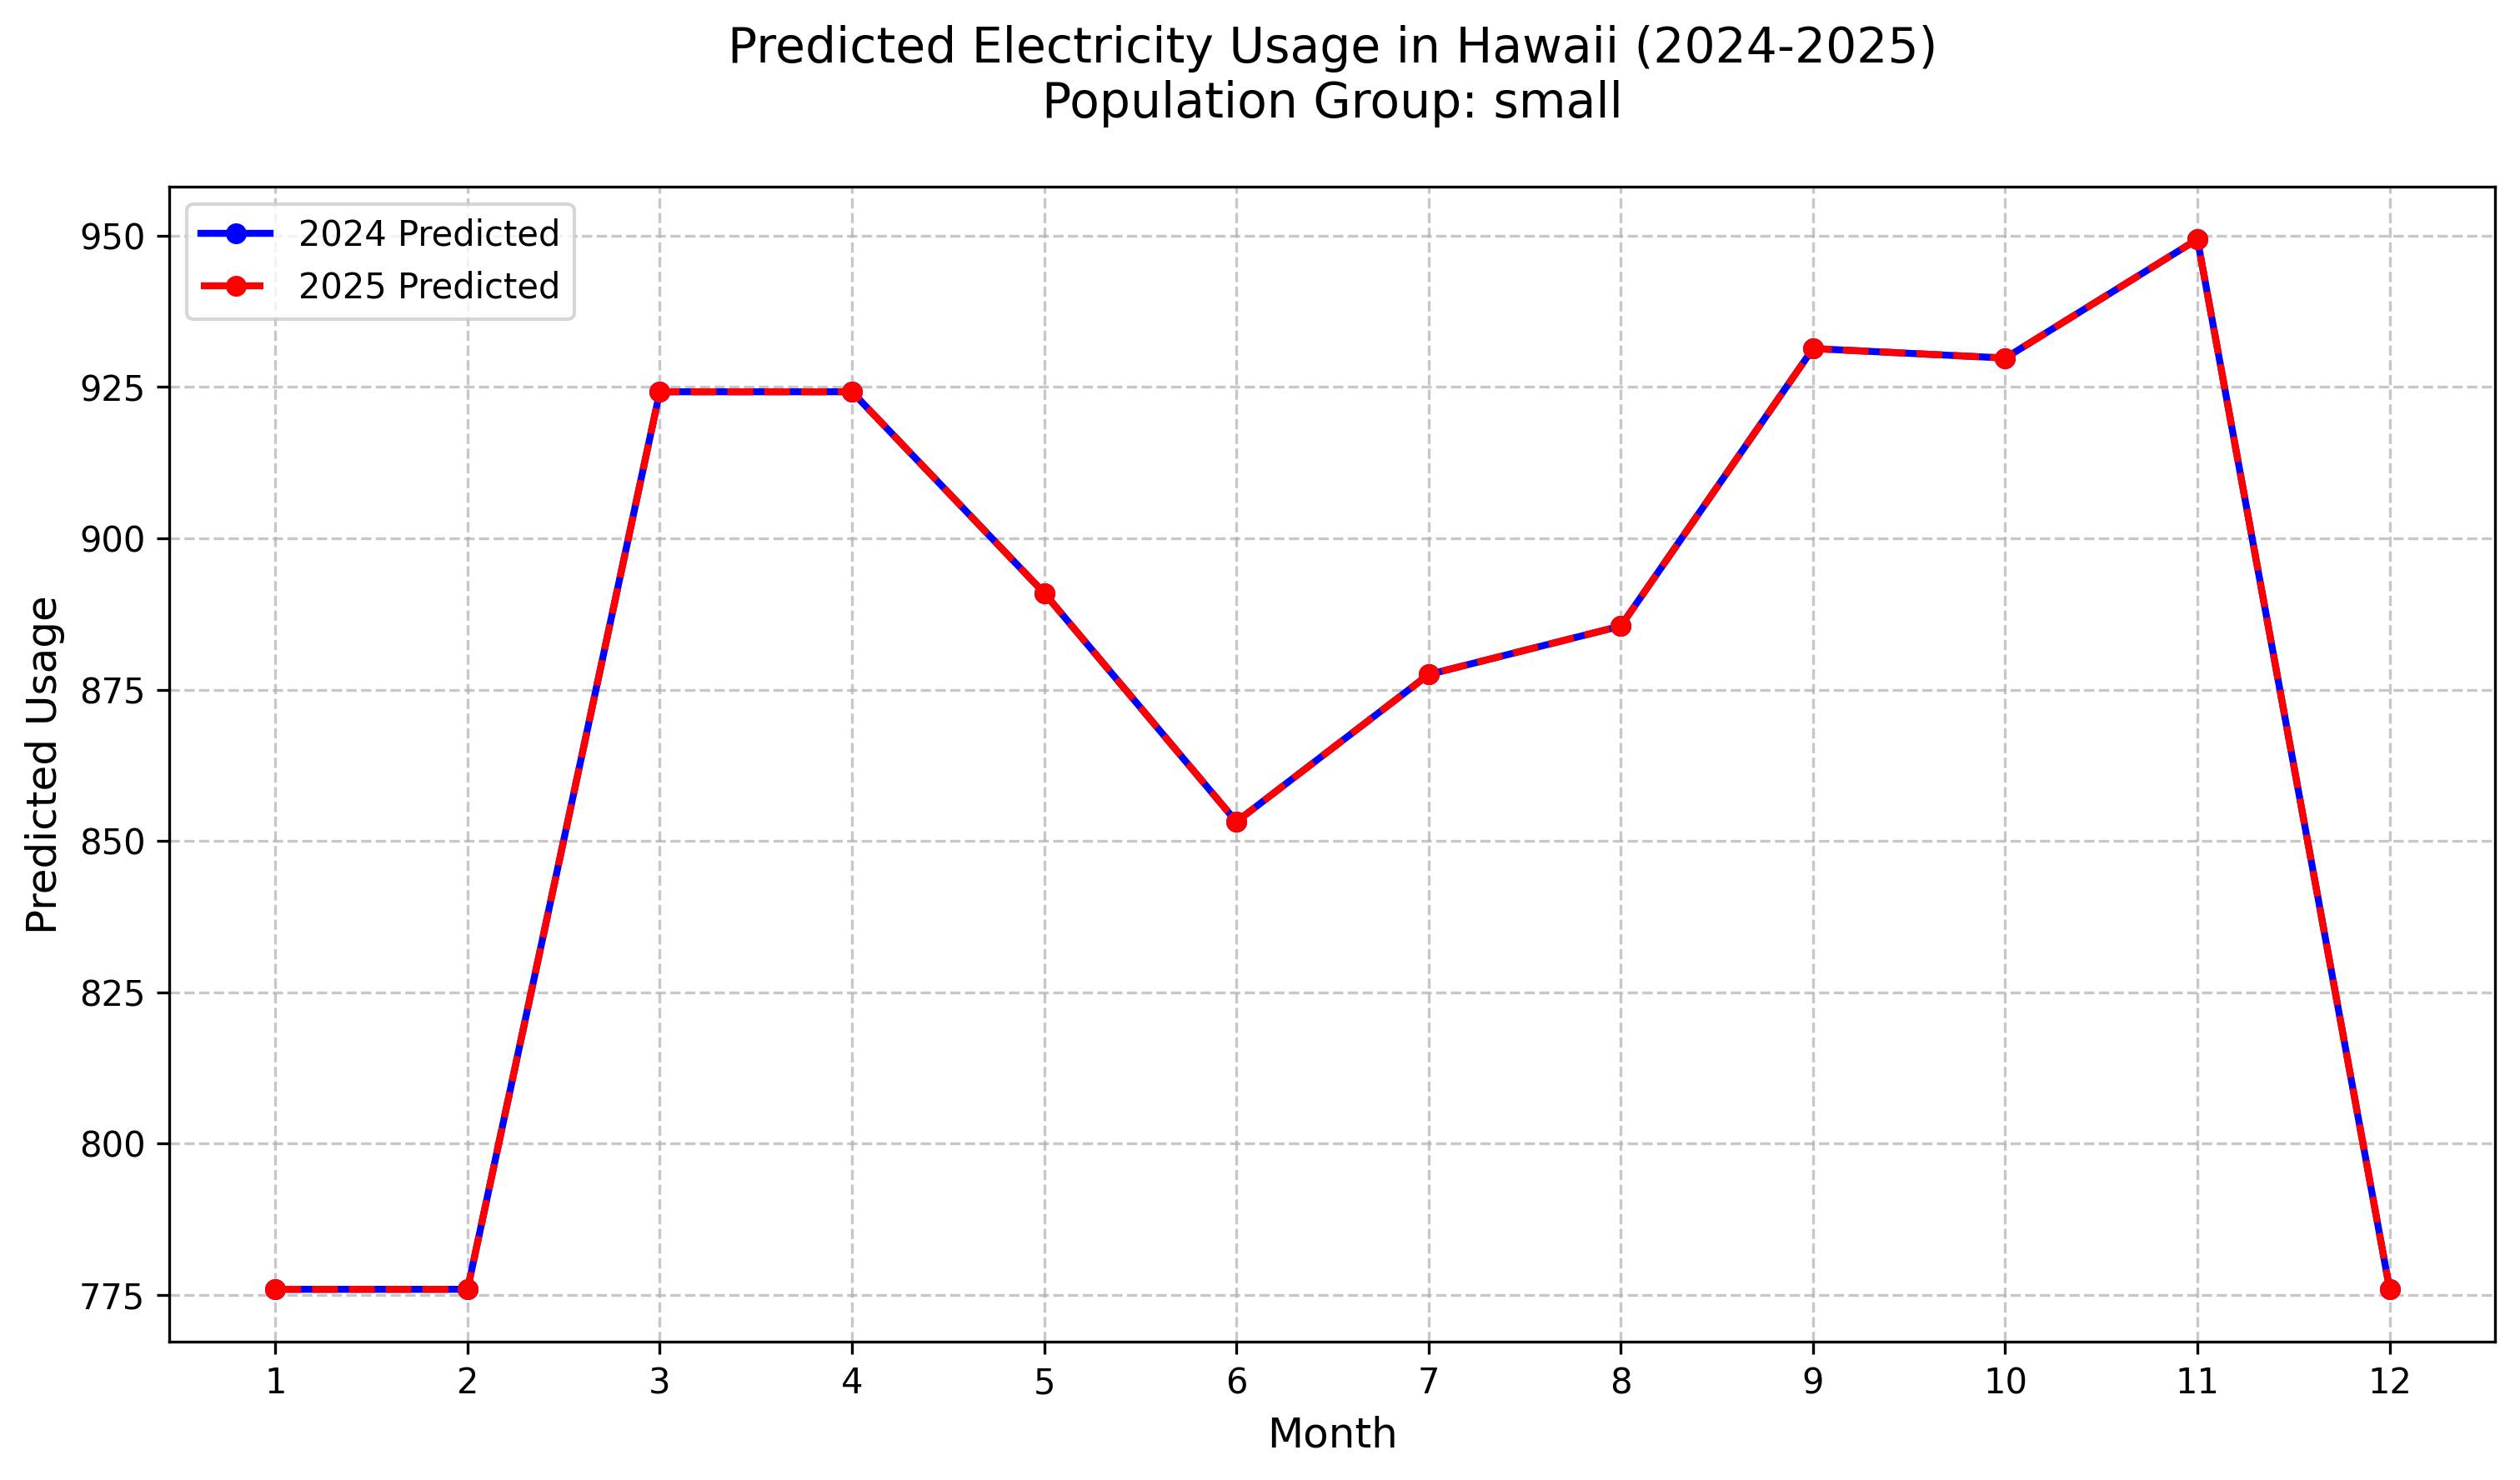 Predicted Electricity Usage in Hawaii (2024-2025)
Population Group: small
2024 Predicted
2025 Predicted
Predicted Usage
950
925
900
875
850
825
800
775
1 2 3 4 5 6 7 8 9 10 11 12
Month